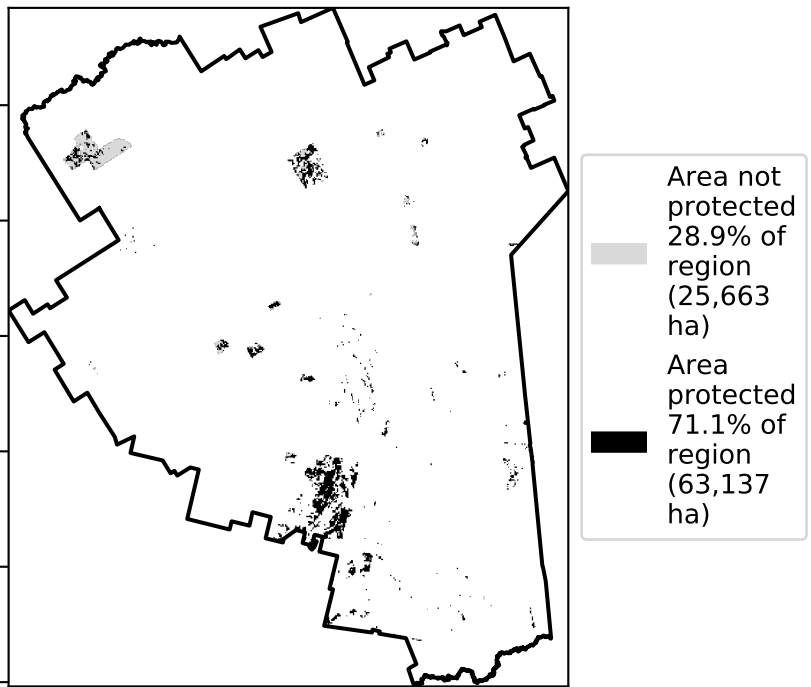 Area not
protected
28.9% of
region
(25,663
ha)
Area
protected
71.1% of
region
(63,137
ha)